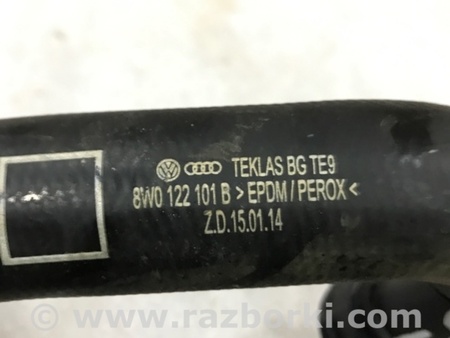 TEKLAS BG TE9
8W0 122 101 B > EPDM / PEROX <
Z.D.15.01.14
© www.razborki.com